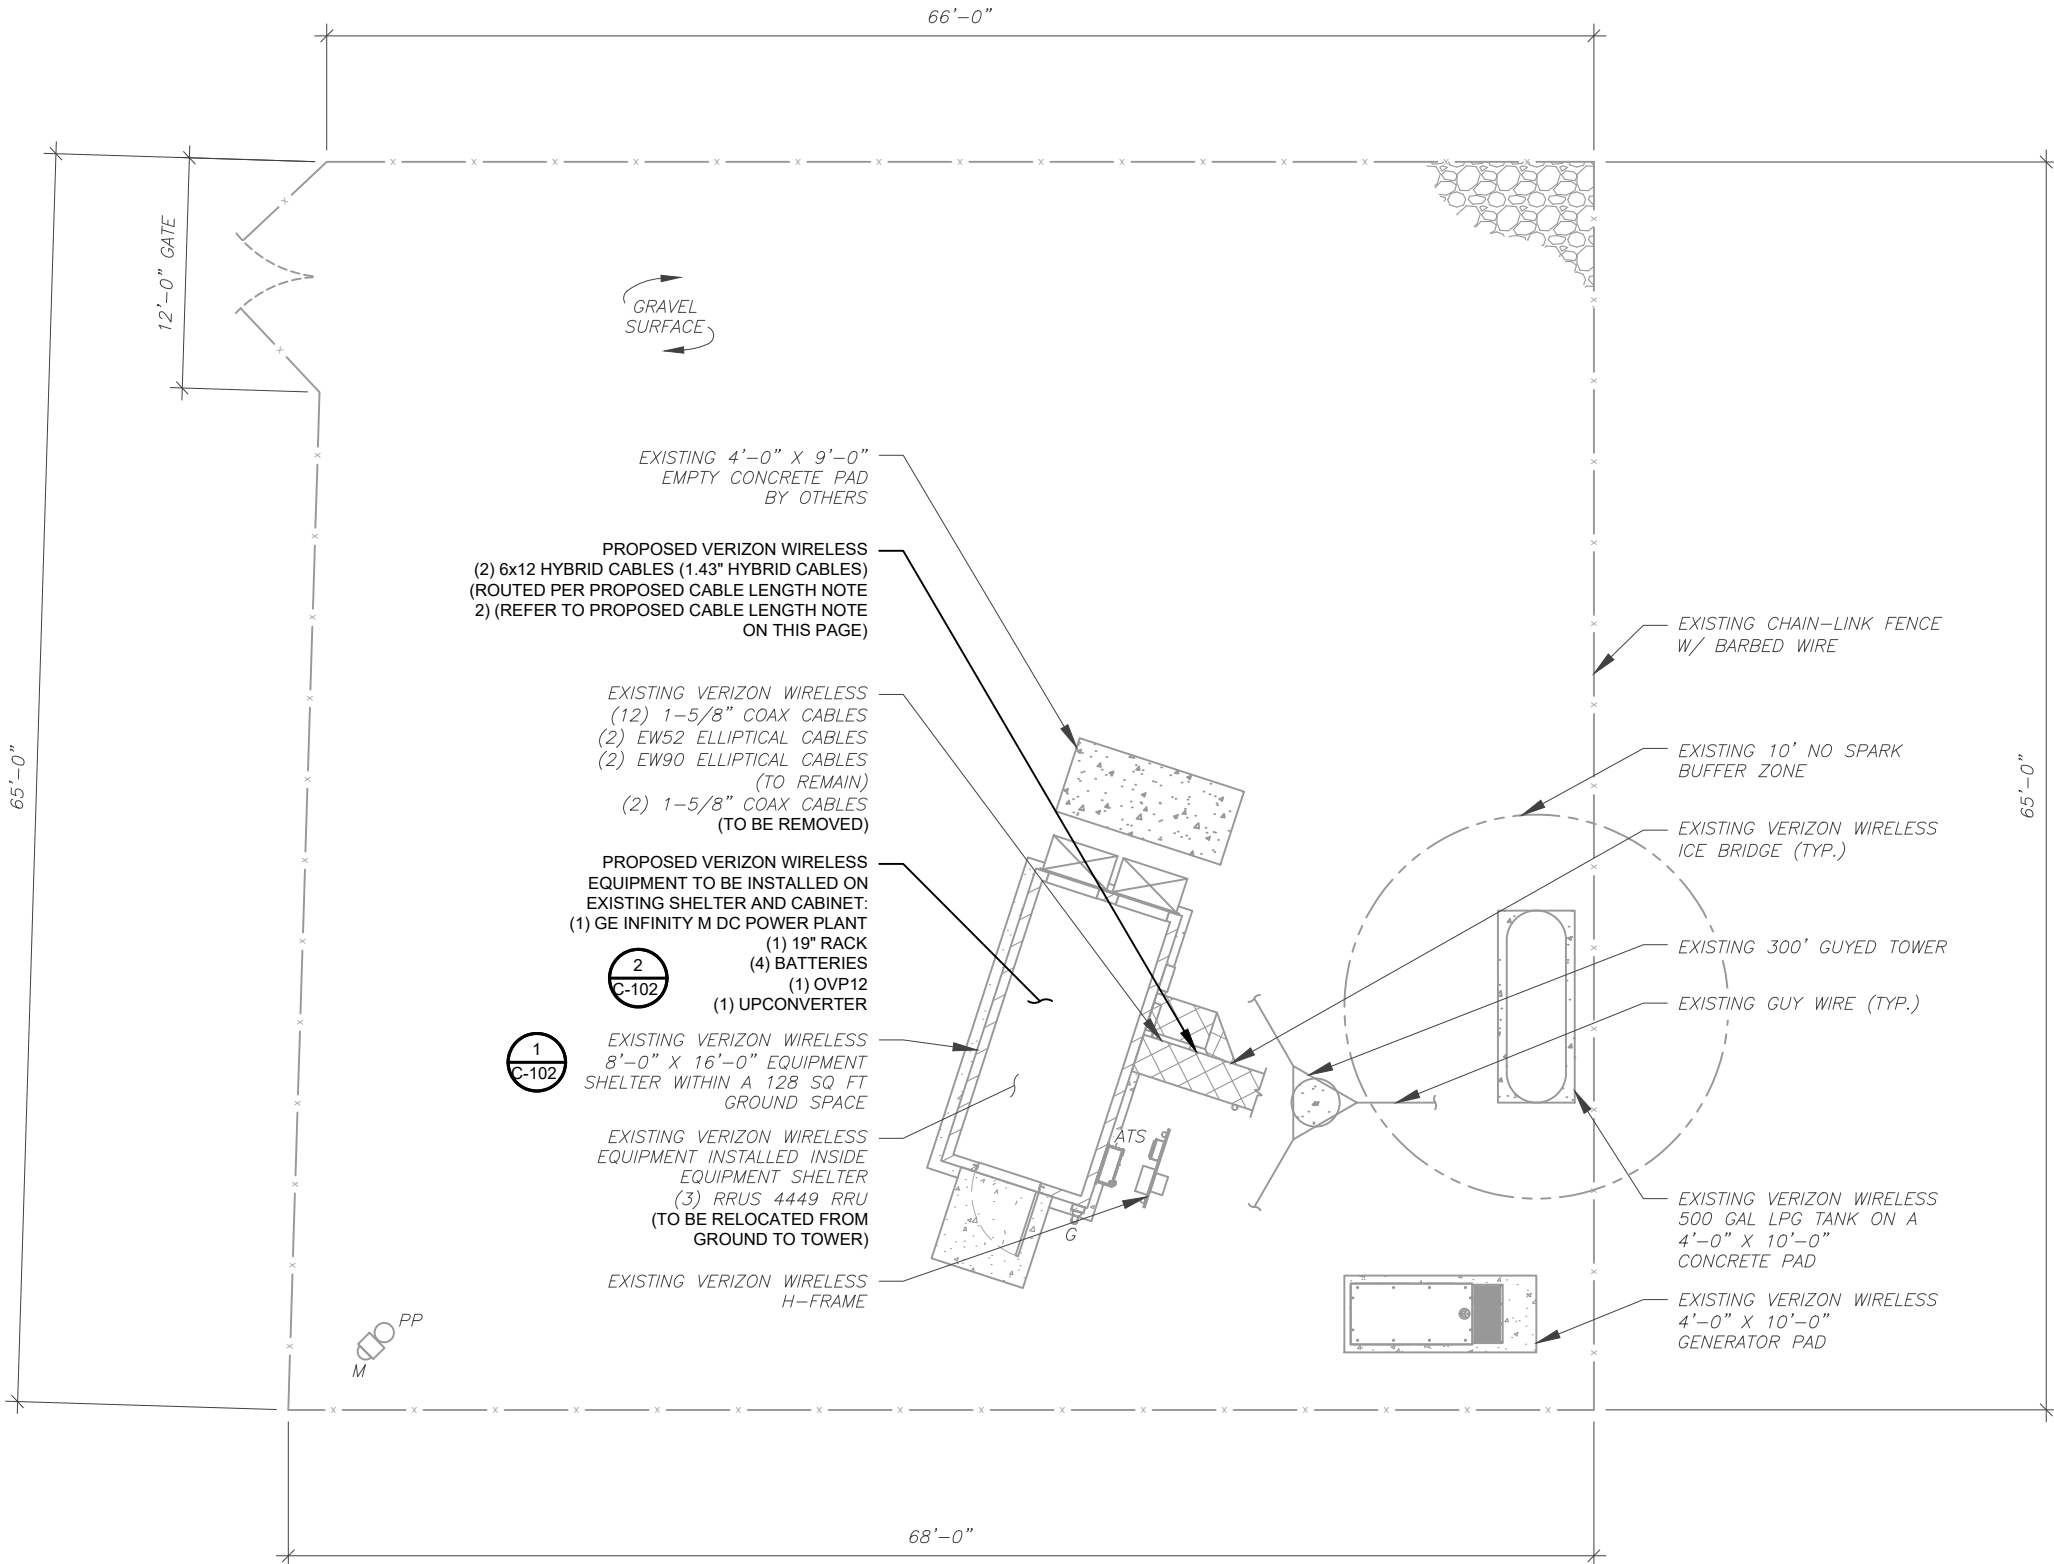 66'-0"
12'-0" GATE
65'-0"
GRAVEL
SURFACE
EXISTING 4'-0" X 9'-0"
EMPTY CONCRETE PAD
BY OTHERS
PROPOSED VERIZON WIRELESS
(2) 6x12 HYBRID CABLES (1.43" HYBRID CABLES)
(ROUTED PER PROPOSED CABLE LENGTH NOTE
2) (REFER TO PROPOSED CABLE LENGTH NOTE
ON THIS PAGE)
EXISTING VERIZON WIRELESS
(12) 1-5/8" COAX CABLES
(2) EW52 ELLIPTICAL CABLES
(2) EW90 ELLIPTICAL CABLES
(TO REMAIN)
(2) 1-5/8" COAX CABLES
(TO BE REMOVED)
PROPOSED VERIZON WIRELESS
EQUIPMENT TO BE INSTALLED ON
EXISTING SHELTER AND CABINET:
(1) GE INFINITY M DC POWER PLANT
(1) 19" RACK
(4) BATTERIES
(1) OVP12
(1) UPCONVERTER
2
C-102
EXISTING VERIZON WIRELESS
8'-0" X 16'-0" EQUIPMENT
SHELTER WITHIN A 128 SQ FT
GROUND SPACE
1
C-102
EXISTING VERIZON WIRELESS
EQUIPMENT INSTALLED INSIDE
EQUIPMENT SHELTER
(3) RRUS 4449 RRU
(TO BE RELOCATED FROM
GROUND TO TOWER)
EXISTING VERIZON WIRELESS
H-FRAME
PP
M
ATS
G
EXISTING CHAIN-LINK FENCE
W/ BARBED WIRE
EXISTING 10' NO SPARK
BUFFER ZONE
EXISTING VERIZON WIRELESS
ICE BRIDGE (TYP.)
EXISTING 300' GUYED TOWER
EXISTING GUY WIRE (TYP.)
EXISTING VERIZON WIRELESS
500 GAL LPG TANK ON A
4'-0" X 10'-0"
CONCRETE PAD
EXISTING VERIZON WIRELESS
4'-0" X 10'-0"
GENERATOR PAD
65'-0"
68'-0"